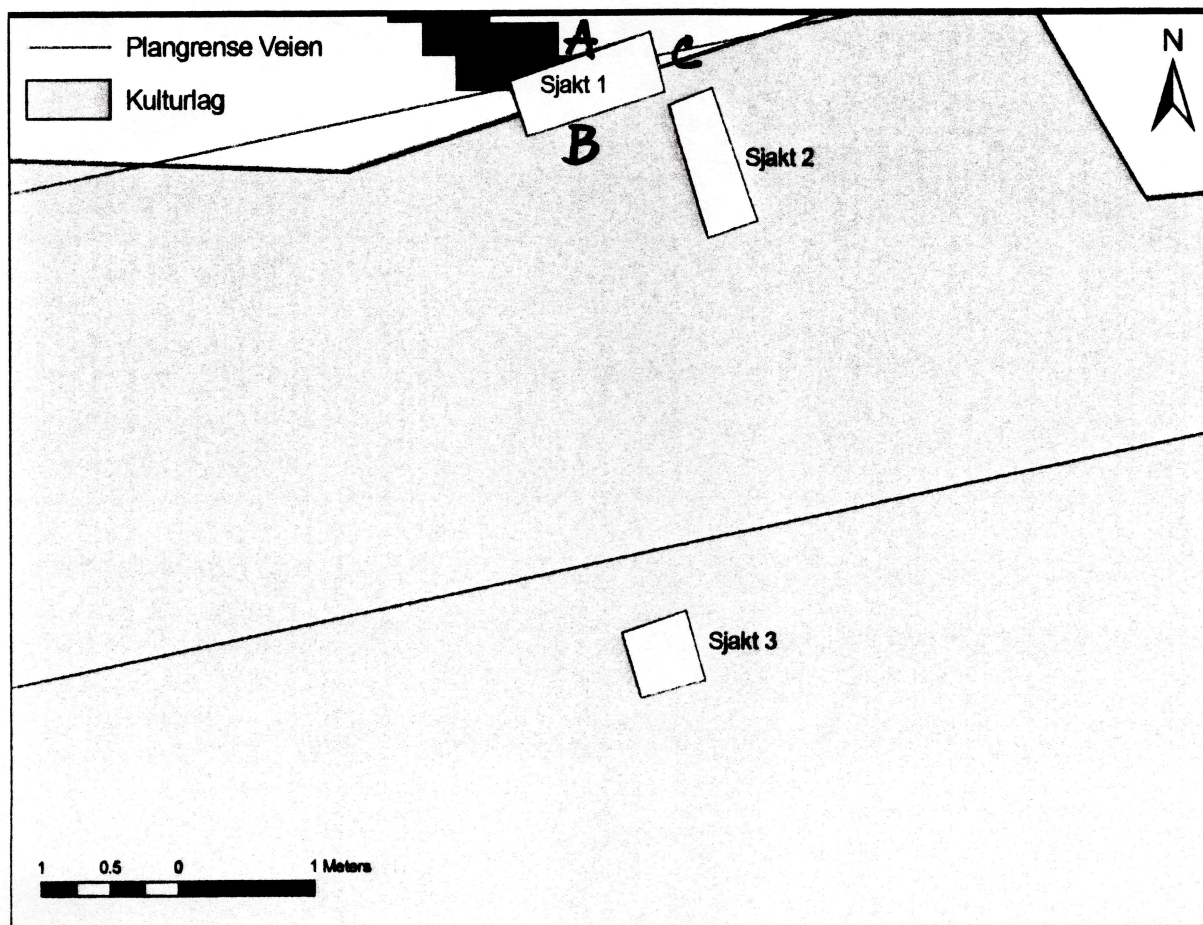 Plangrense Veien
Kulturlag
A
C
N
Sjakt 1
B
Sjakt 2
Sjakt 3
1 0.5 0 1 Meters